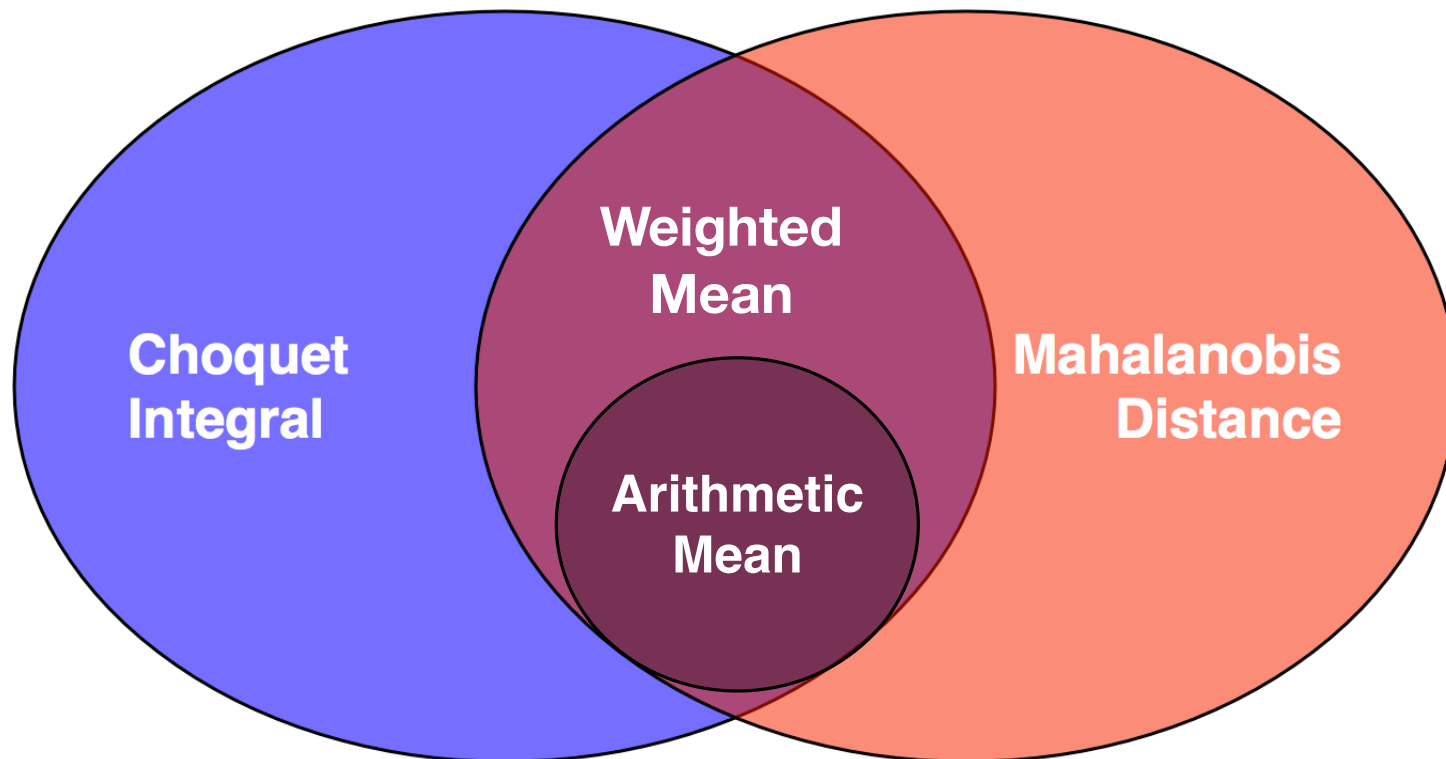 Choquet
Integral
Weighted
Mean
Arithmetic
Mean
Mahalanobis
Distance